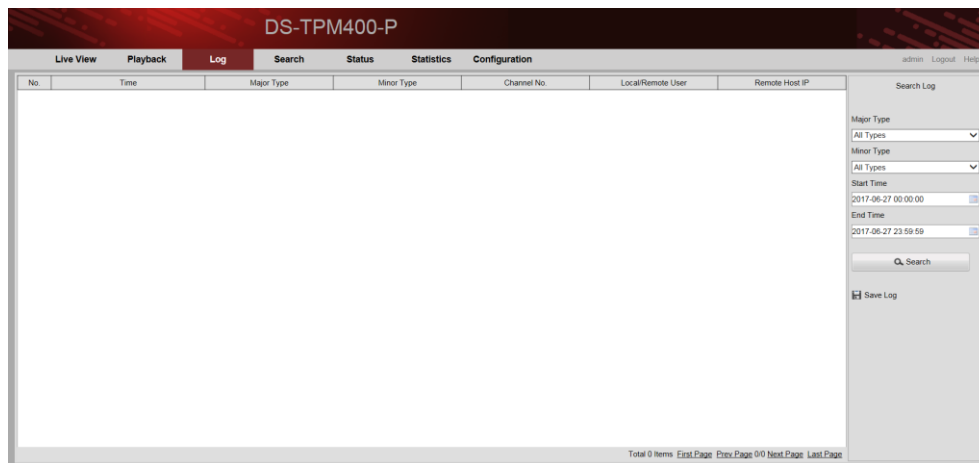 DS-TPM400-P
Live View Playback Log Search Status Statistics Configuration admin Logout Help
No. Time Major Type Minor Type Channel No. Local/Remote User Remote Host IP
Search Log
Major Type
All Types
Minor Type
All Types
Start Time
2017-06-27 00:00:00
End Time
2017-06-27 23:59:59
Search
Save Log
Total 0 Items First Page Prev Page 0/0 Next Page Last Page